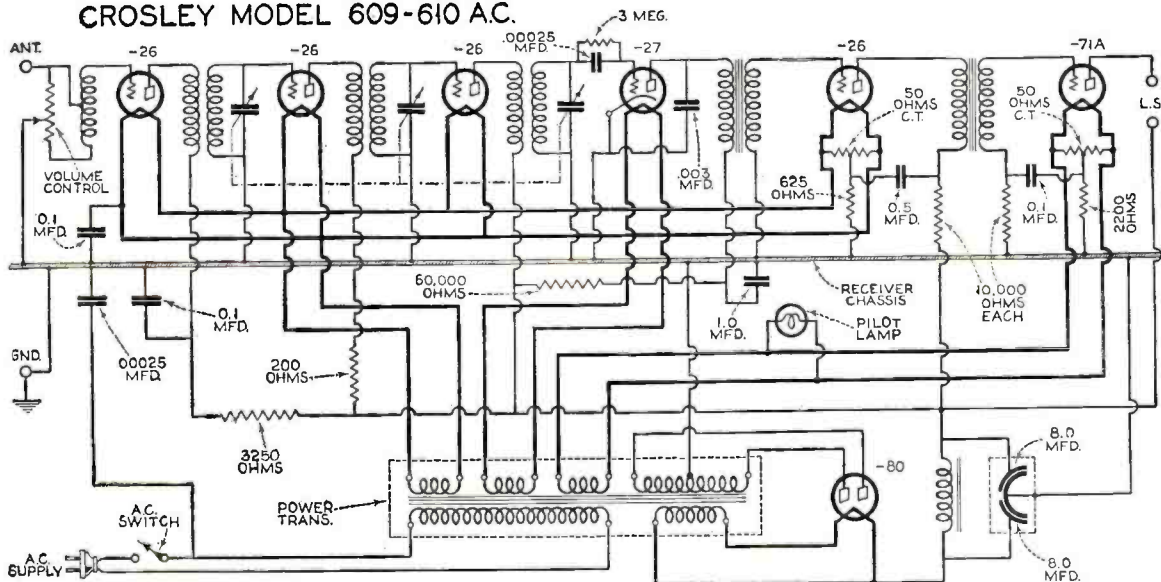 CROSLEY MODEL 609-610 A.C.
3 MEG.
.00025
MFD.
ANT.
-26
-26
-26
-27
-26
-71A
50
OHMS
C.T.
50
OHMS
C.T.
L.S.
VOLUME
CONTROL
.003
MFD.
625
OHMS
0.5
MFD.
0.1
MFD.
2200
OHMS
0.1
MFD.
60,000
OHMS
RECEIVER
CHASSIS
10,000
OHMS
EACH
0.1
MFD.
1.0
MFD.
PILOT
LAMP
GND.
.00025
MFD.
200
OHMS
3250
OHMS
8.0
MFD.
-80
POWER
TRANS.
A.C.
SWITCH
A.C.
SUPPLY
8.0
MFD.